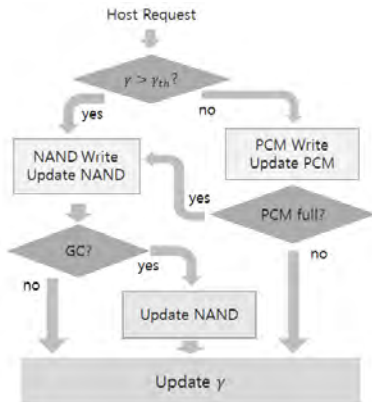 Host Request
γ > γth?
yes
no
NAND Write
Update NAND
PCM Write
Update PCM
yes
PCM full?
GC?
no
yes
no
Update NAND
Update γ